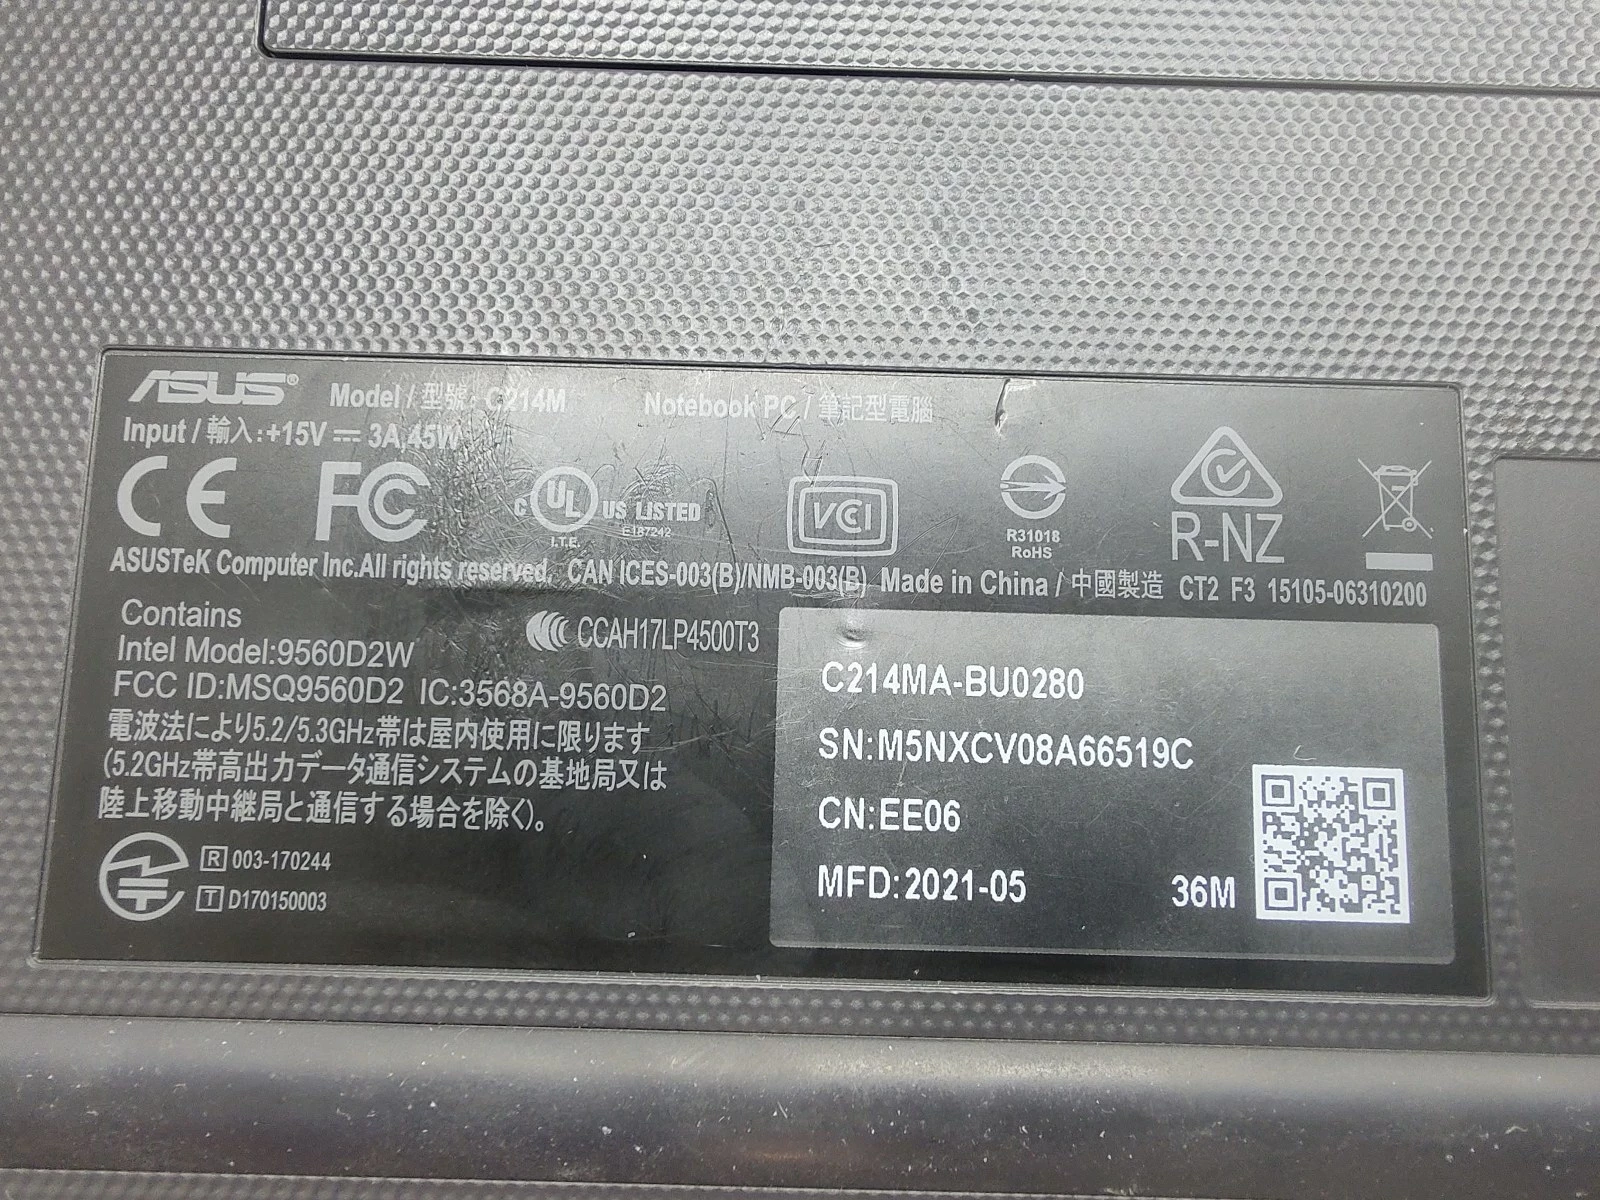 ASUS® Model / 型號: C214M Notebook PC / 筆記型電腦
Input / 輸入:+15V ⎓ 3A,45W
CE FC C UL US LISTED VCCI R-NZ
I.T.E. E187242 R31018
RoHS
ASUSTeK Computer Inc.All rights reserved. CAN ICES-003(B)/NMB-003(B) Made in China / 中國製造 CT2 F3 15105-06310200
Contains
Intel Model:9560D2W
CCAH17LP4500T3
FCC ID:MSQ9560D2 IC:3568A-9560D2
電波法により5.2/5.3GHz帯は屋内使用に限ります
(5.2GHz帯高出力データ通信システムの基地局又は
陸上移動中継局と通信する場合を除く)。
R 003-170244
T D170150003
C214MA-BU0280
SN:M5NXCV08A66519C
CN:EE06
MFD:2021-05 36M